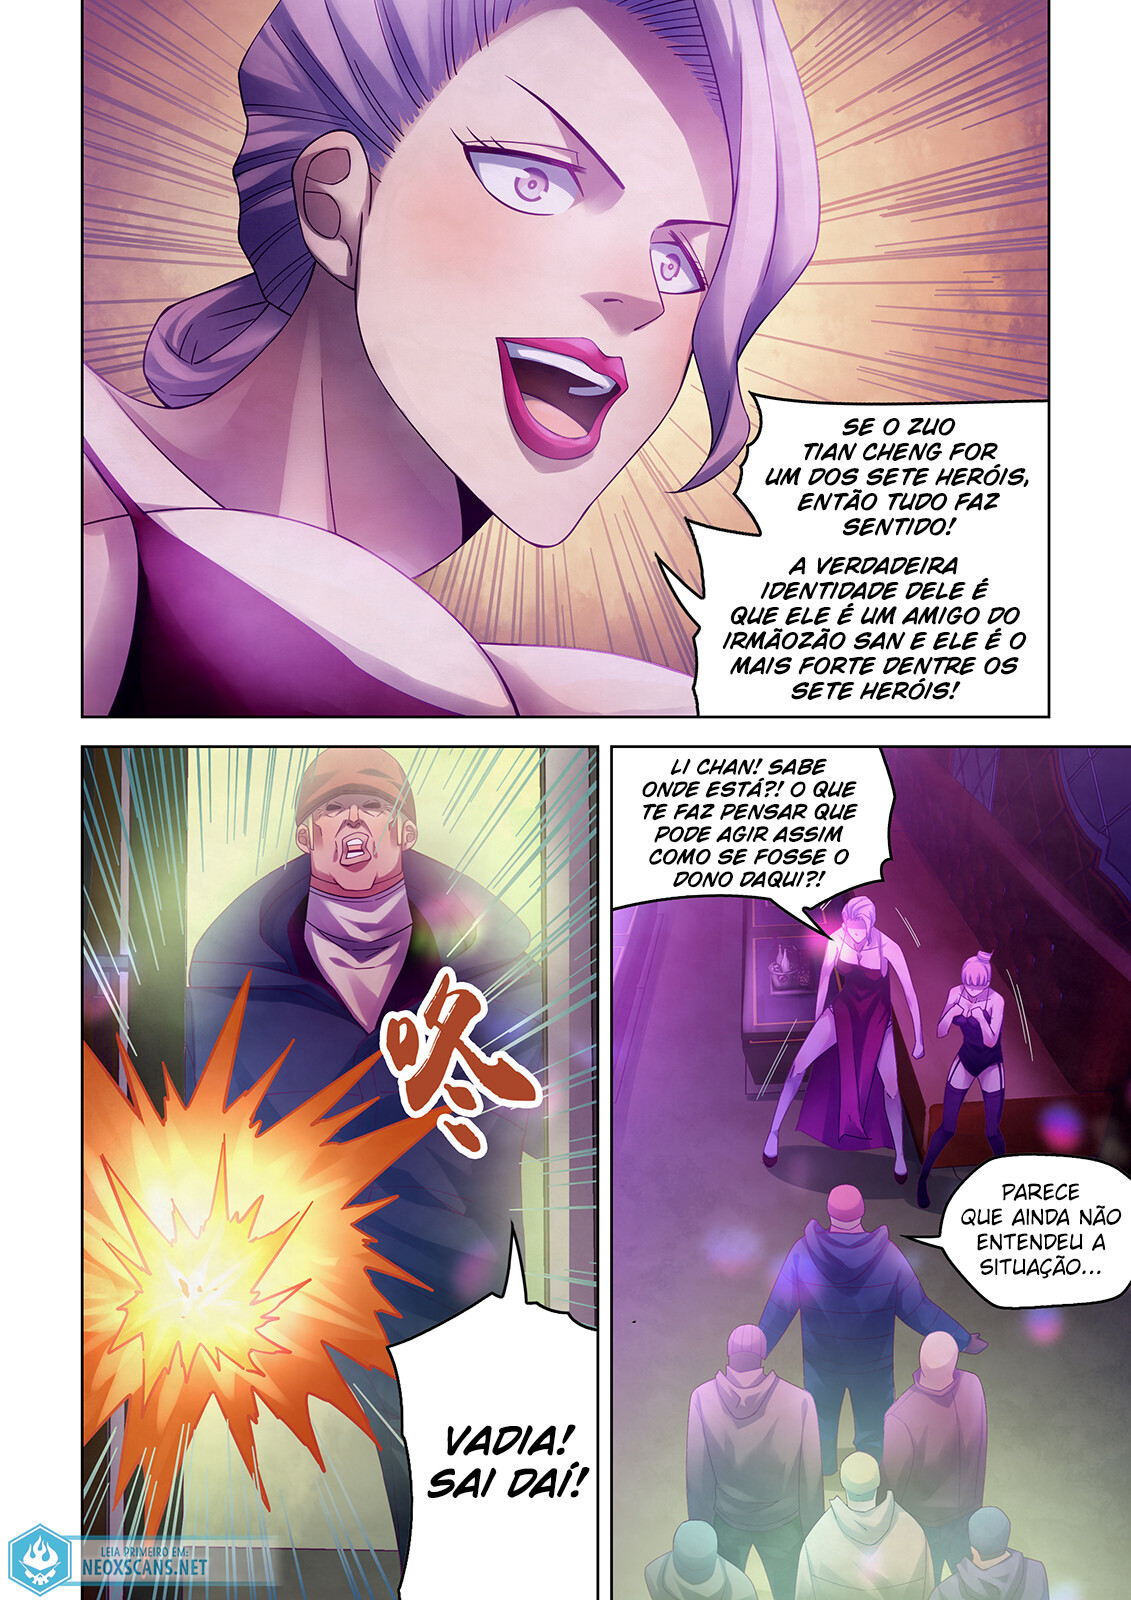 SE O ZUO
TIAN CHENG FOR
UM DOS SETE HERÓIS,
ENTÃO TUDO FAZ
SENTIDO!
A VERDADEIRA
IDENTIDADE DELE É
QUE ELE É UM AMIGO DO
IRMÃOZÃO SAN E ELE É O
MAIS FORTE DENTRE OS
SETE HERÓIS!
咚
VADIA!
SAI DAÍ!
LI CHAN! SABE
ONDE ESTÁ?! O QUE
TE FAZ PENSAR QUE
PODE AGIR ASSIM
COMO SE FOSSE O
DONO DAQUI?!
PARECE
QUE AINDA NÃO
ENTENDEU A
SITUAÇÃO...
LEIA PRIMEIRO EM:
NEOXSCANS.NET